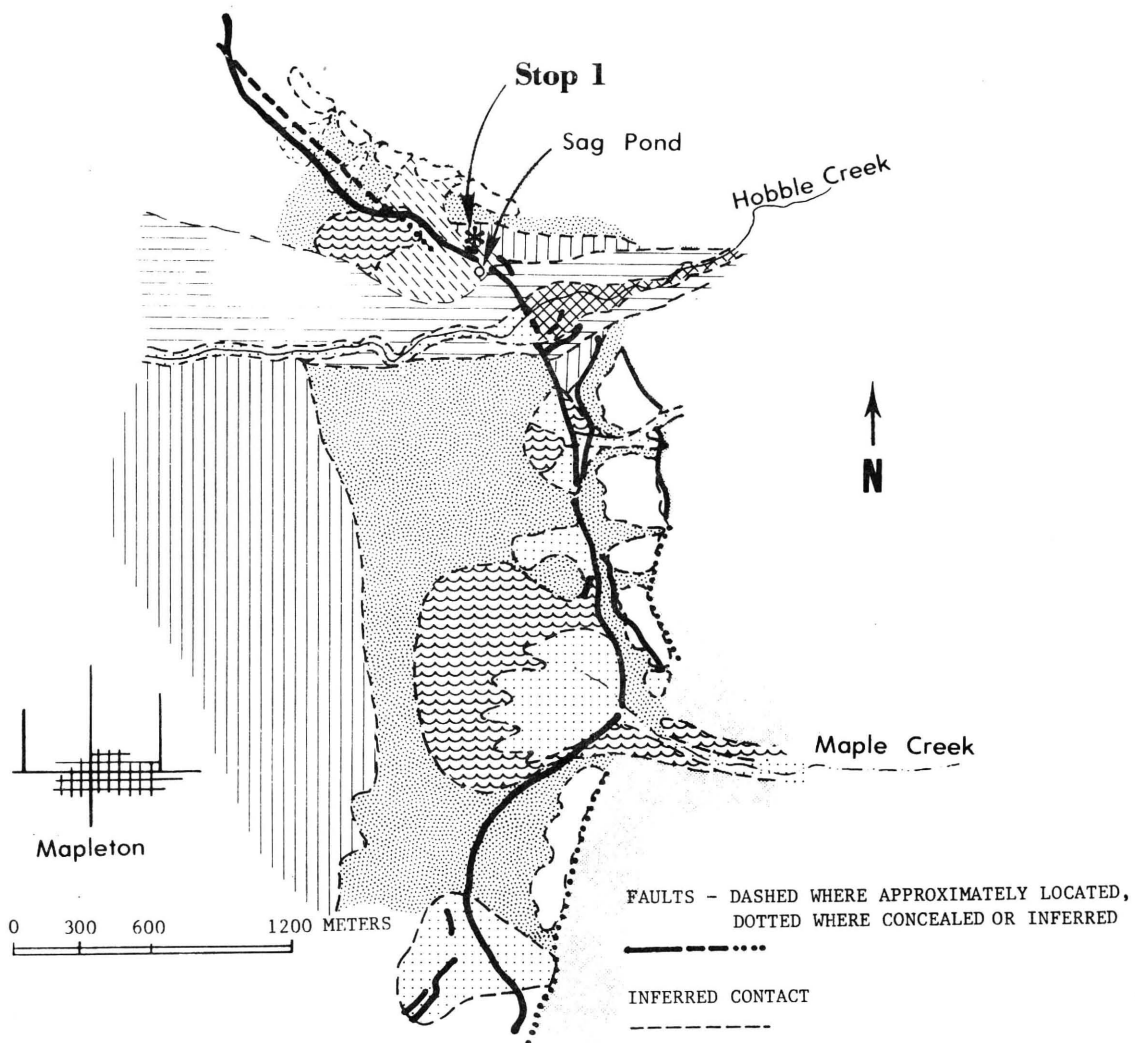 Stop 1
Sag Pond
Hobble Creek
N
Maple Creek
Mapleton
0 300 600 1200 METERS
FAULTS - DASHED WHERE APPROXIMATELY LOCATED,
DOTTED WHERE CONCEALED OR INFERRED
INFERRED CONTACT